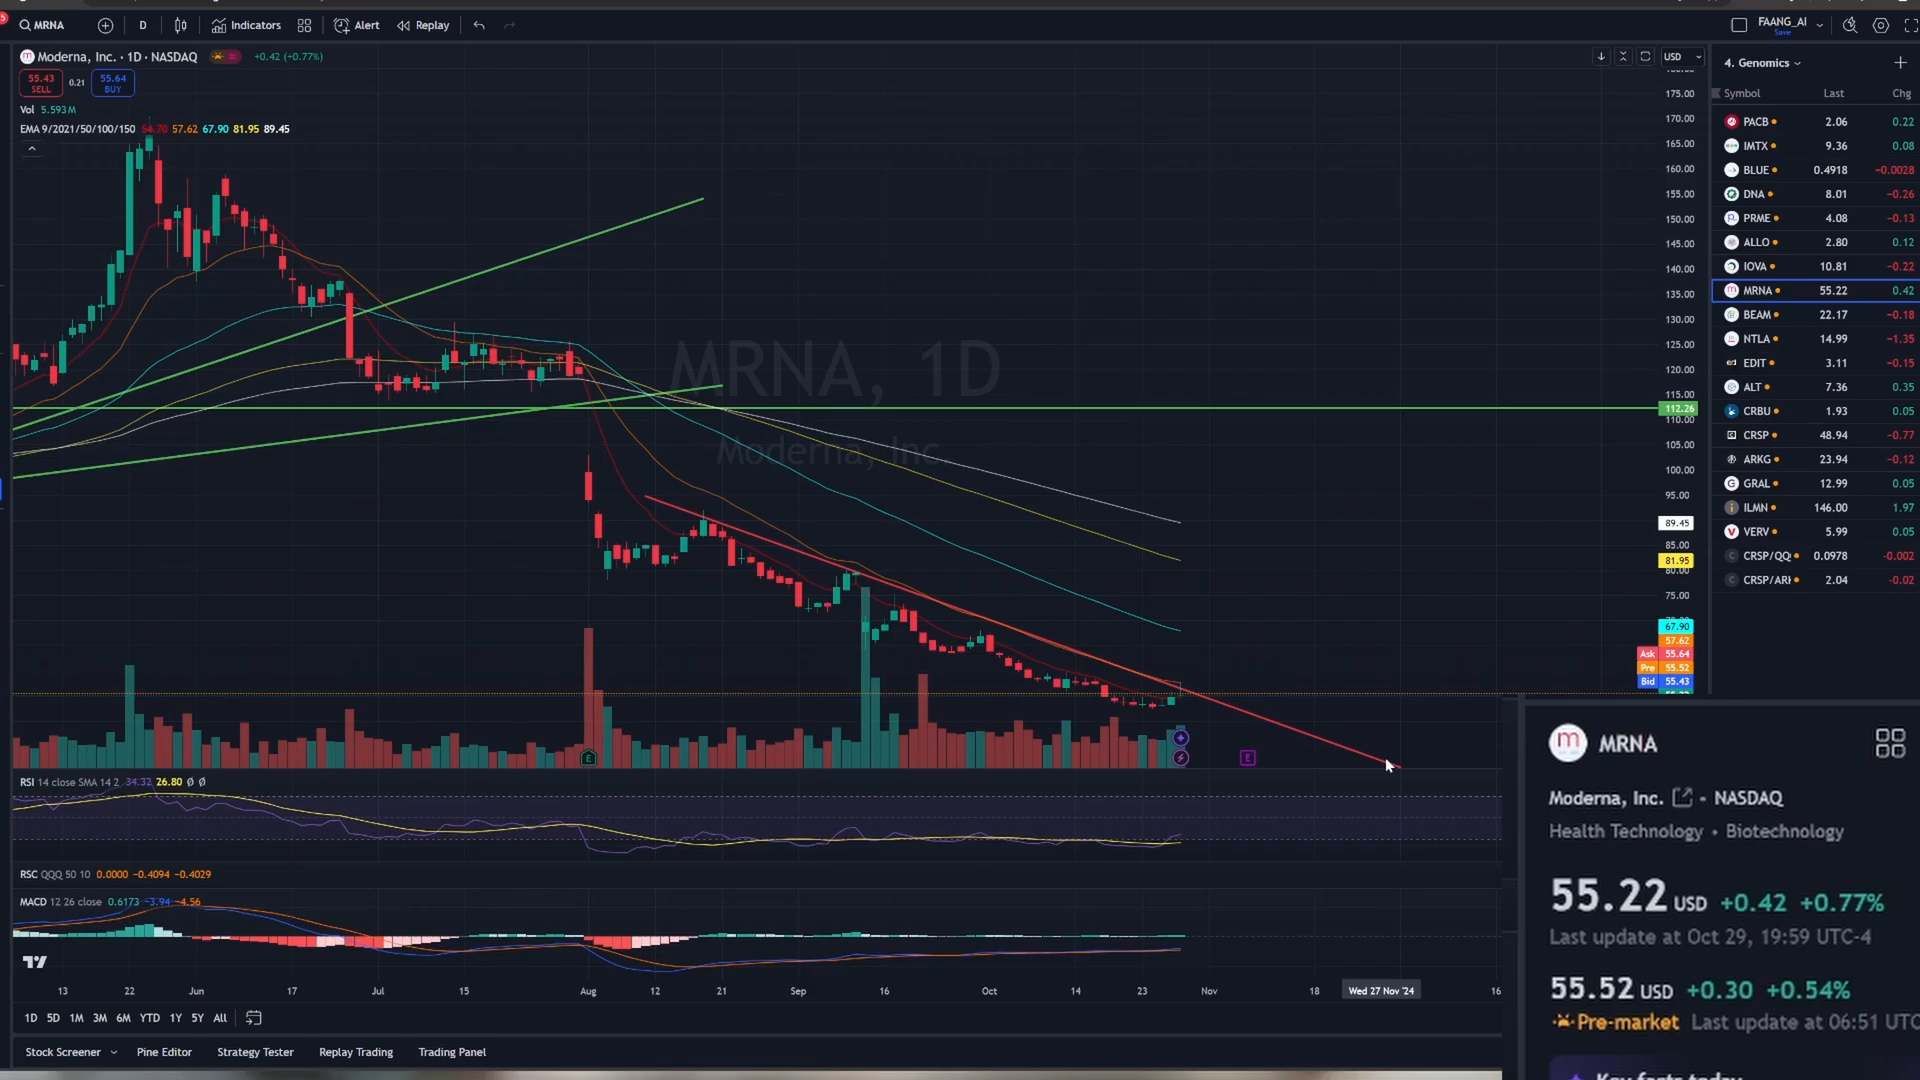 MRNA D Indicators Alert Replay FAANG_AI
Save
Moderna, Inc. · 1D · NASDAQ +0.42 (+0.77%) USD
55.43 0.21 55.64
SELL BUY
Vol 5.593M
EMA 9/2021/50/100/150 57.62 67.90 81.95 89.45
175.00
170.00
165.00
160.00
155.00
150.00
145.00
140.00
135.00
130.00
125.00
120.00
115.00
112.26
110.00
105.00
100.00
95.00
89.45
85.00
81.95
80.00
75.00
67.90
57.62
Ask 55.64
Pre 55.52
Bid 55.43
MRNA, 1D
Moderna, Inc.
E
E
RSI 14 close SMA 14 2 34.32 26.80 Ø Ø
RSC QQQ 50 10 0.0000 −0.4094 −0.4029
MACD 12 26 close 0.6173 −3.94 −4.56
13 22 Jun 17 Jul 15 Aug 12 21 Sep 16 Oct 14 23 Nov 18 Wed 27 Nov '24 16
1D 5D 1M 3M 6M YTD 1Y 5Y All
Stock Screener Pine Editor Strategy Tester Replay Trading Trading Panel
4. Genomics
Symbol Last Chg
PACB 2.06 0.22
IMTX 9.36 0.08
BLUE 0.4918 −0.0028
DNA 8.01 −0.26
PRME 4.08 −0.13
ALLO 2.80 0.12
IOVA 10.81 −0.22
MRNA 55.22 0.42
BEAM 22.17 −0.18
NTLA 14.99 −1.35
EDIT 3.11 −0.15
ALT 7.36 0.35
CRBU 1.93 0.05
CRSP 48.94 −0.77
ARKG 23.94 −0.12
GRAL 12.99 0.05
ILMN 146.00 1.97
VERV 5.99 0.05
CRSP/QQ 0.0978 −0.002
CRSP/ARK 2.04 −0.02
MRNA
Moderna, Inc. • NASDAQ
Health Technology • Biotechnology
55.22 USD +0.42 +0.77%
Last update at Oct 29, 19:59 UTC-4
55.52 USD +0.30 +0.54%
Pre-market Last update at 06:51 UTC
Key facts today